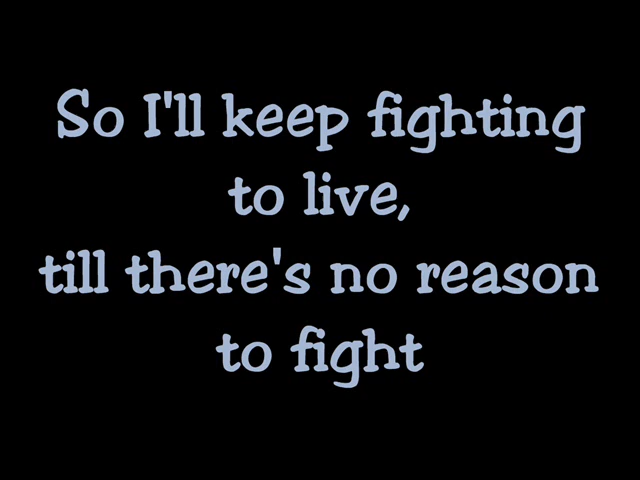 So I'll keep fighting
to live,
till there's no reason
to fight